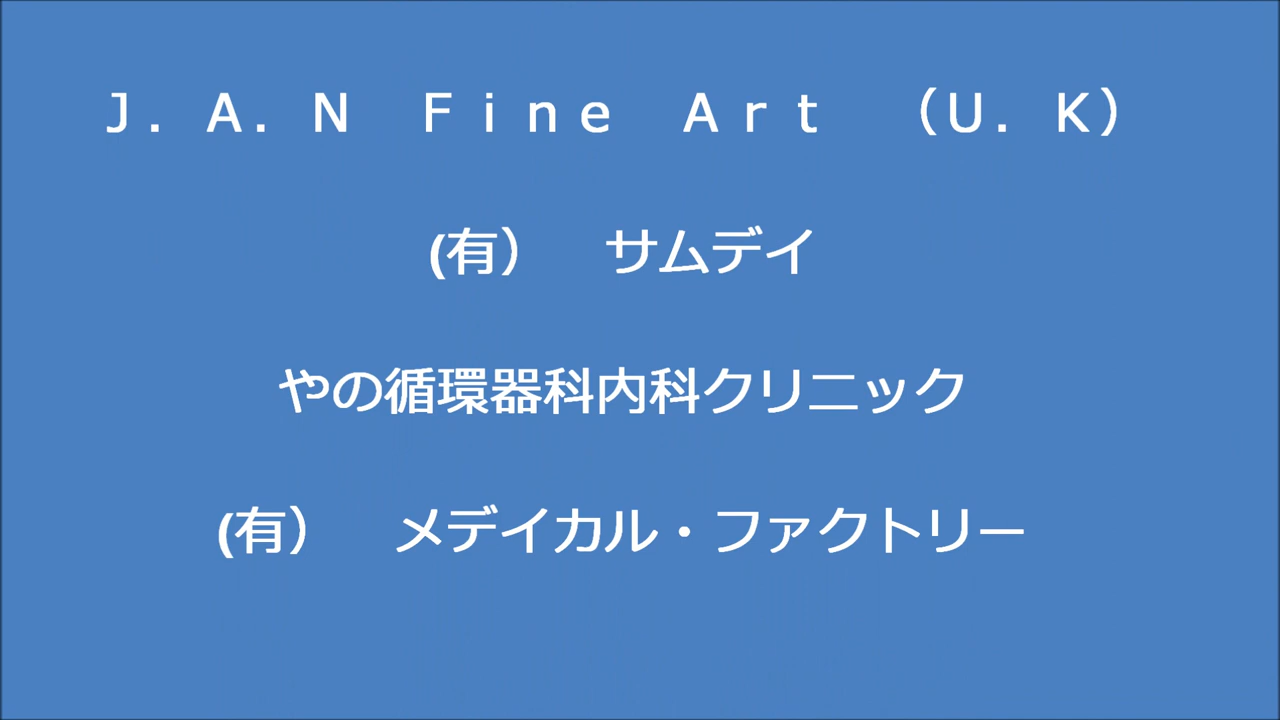 Ｊ．Ａ．Ｎ　Ｆｉｎｅ　Ａｒｔ　（Ｕ．Ｋ）
(有）　サムデイ
やの循環器科内科クリニック
(有）　メデイカル・ファクトリー